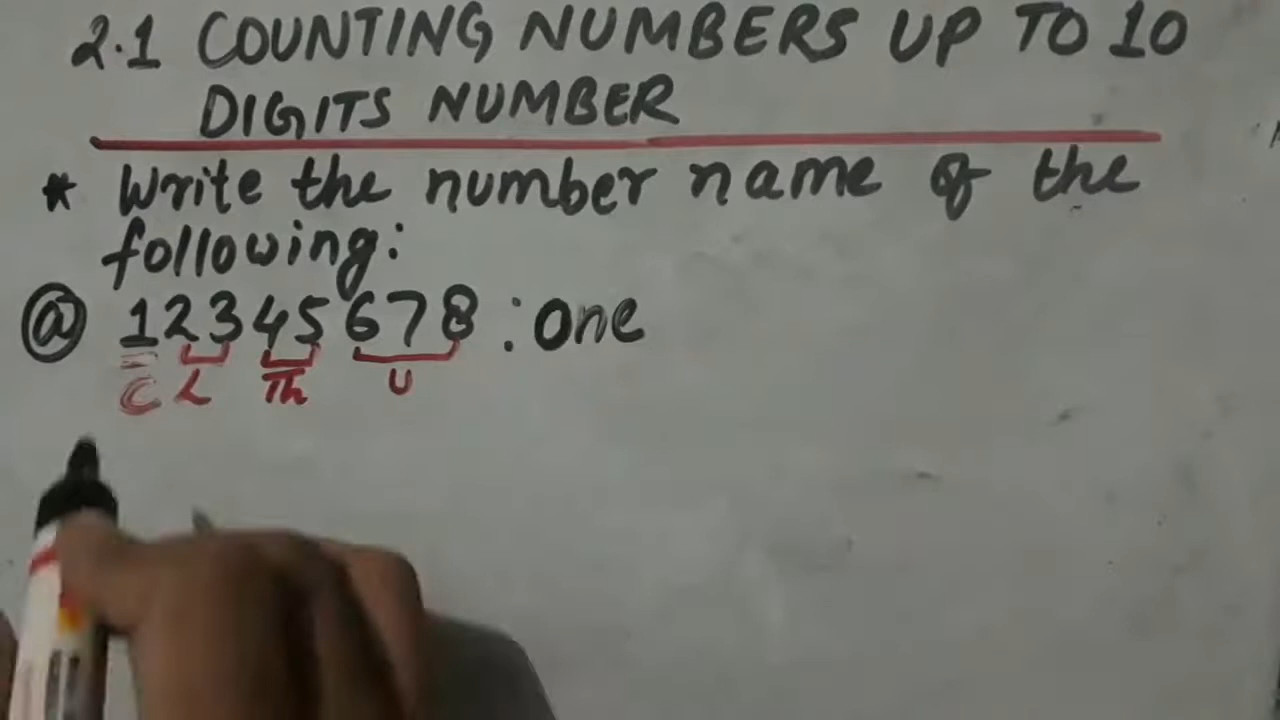 2.1 COUNTING NUMBERS UP TO 10
DIGITS NUMBER
* Write the number name of the
following:
@ 12345678 : One
C L Th U